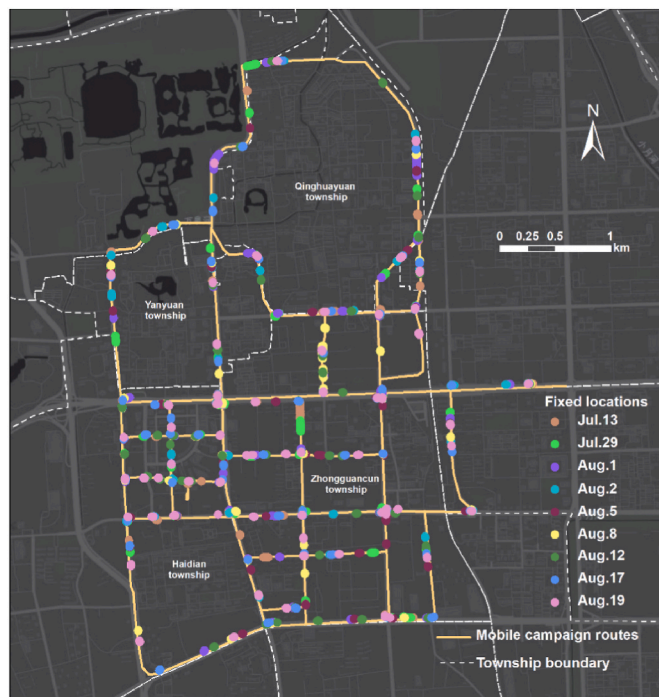 N
Qinghuayuan
township
0 0.25 0.5 1
km
Yanyuan
township
Fixed locations
Jul.13
Jul.29
Aug.1
Aug.2
Aug.5
Aug.8
Aug.12
Aug.17
Aug.19
Zhongguancun
township
Haidian
township
Mobile campaign routes
Township boundary